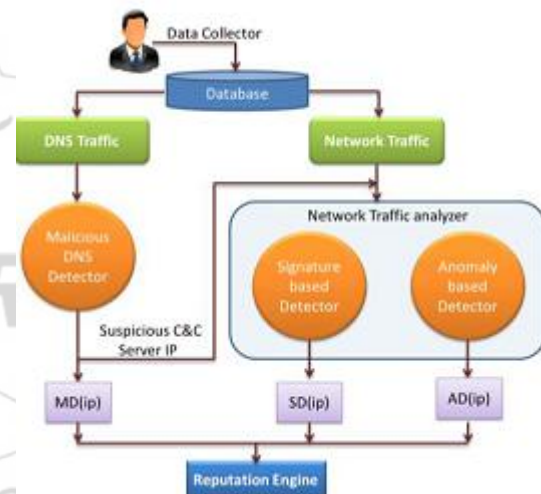 Data Collector
Database
DNS Traffic
Network Traffic
Network Traffic analyzer
Malicious
DNS
Detector
Signature
based
Detector
Anomaly
based
Detector
Suspicious C&C
Server IP
MD(ip)
SD(ip)
AD(ip)
Reputation Engine